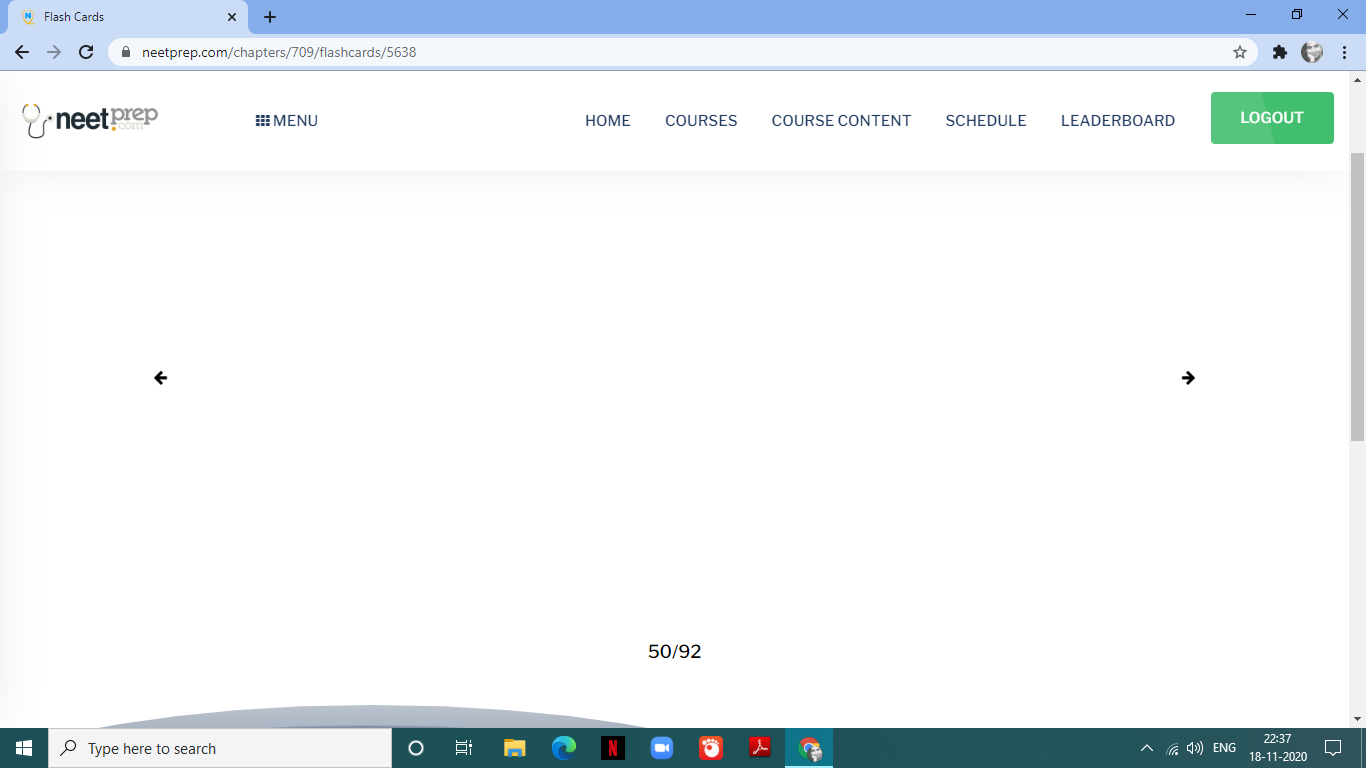 Flash Cards
neetprep.com/chapters/709/flashcards/5638
neetprep
.com
MENU
HOME
COURSES
COURSE CONTENT
SCHEDULE
LEADERBOARD
LOGOUT
50/92
Type here to search
ENG
22:37
18-11-2020